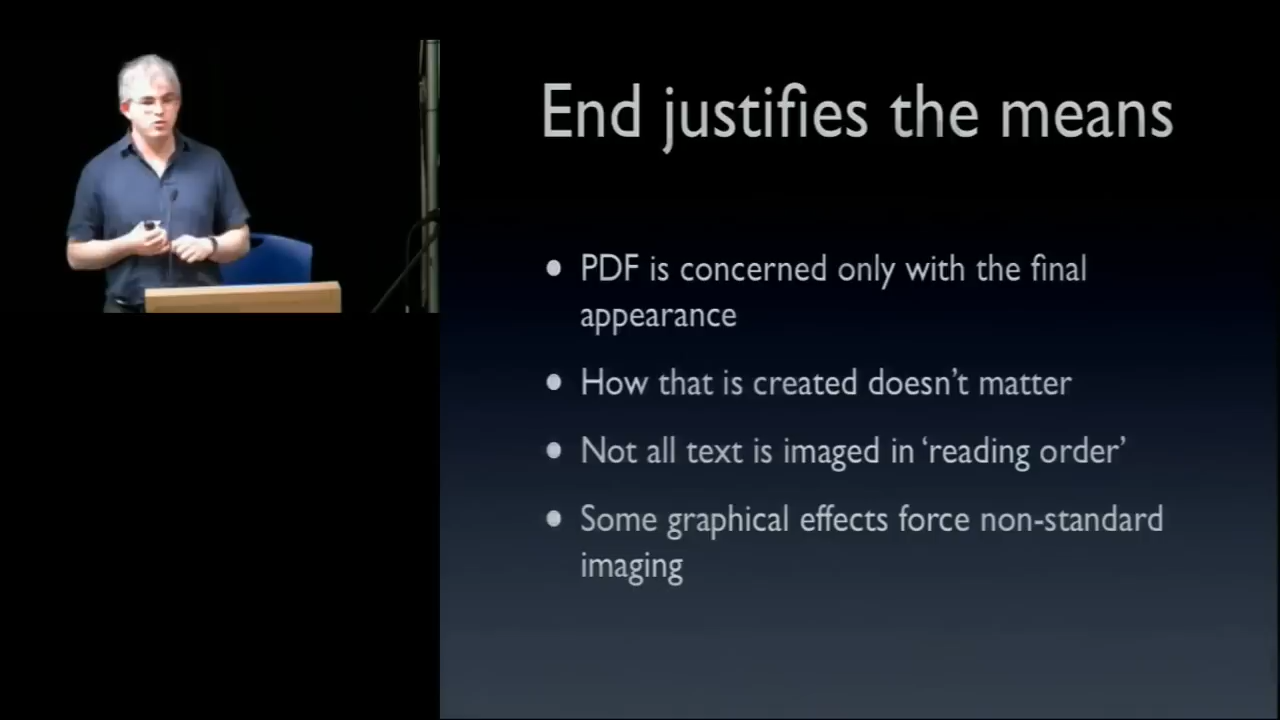 End justifies the means
• PDF is concerned only with the final
appearance
• How that is created doesn’t matter
• Not all text is imaged in ‘reading order’
• Some graphical effects force non-standard
imaging